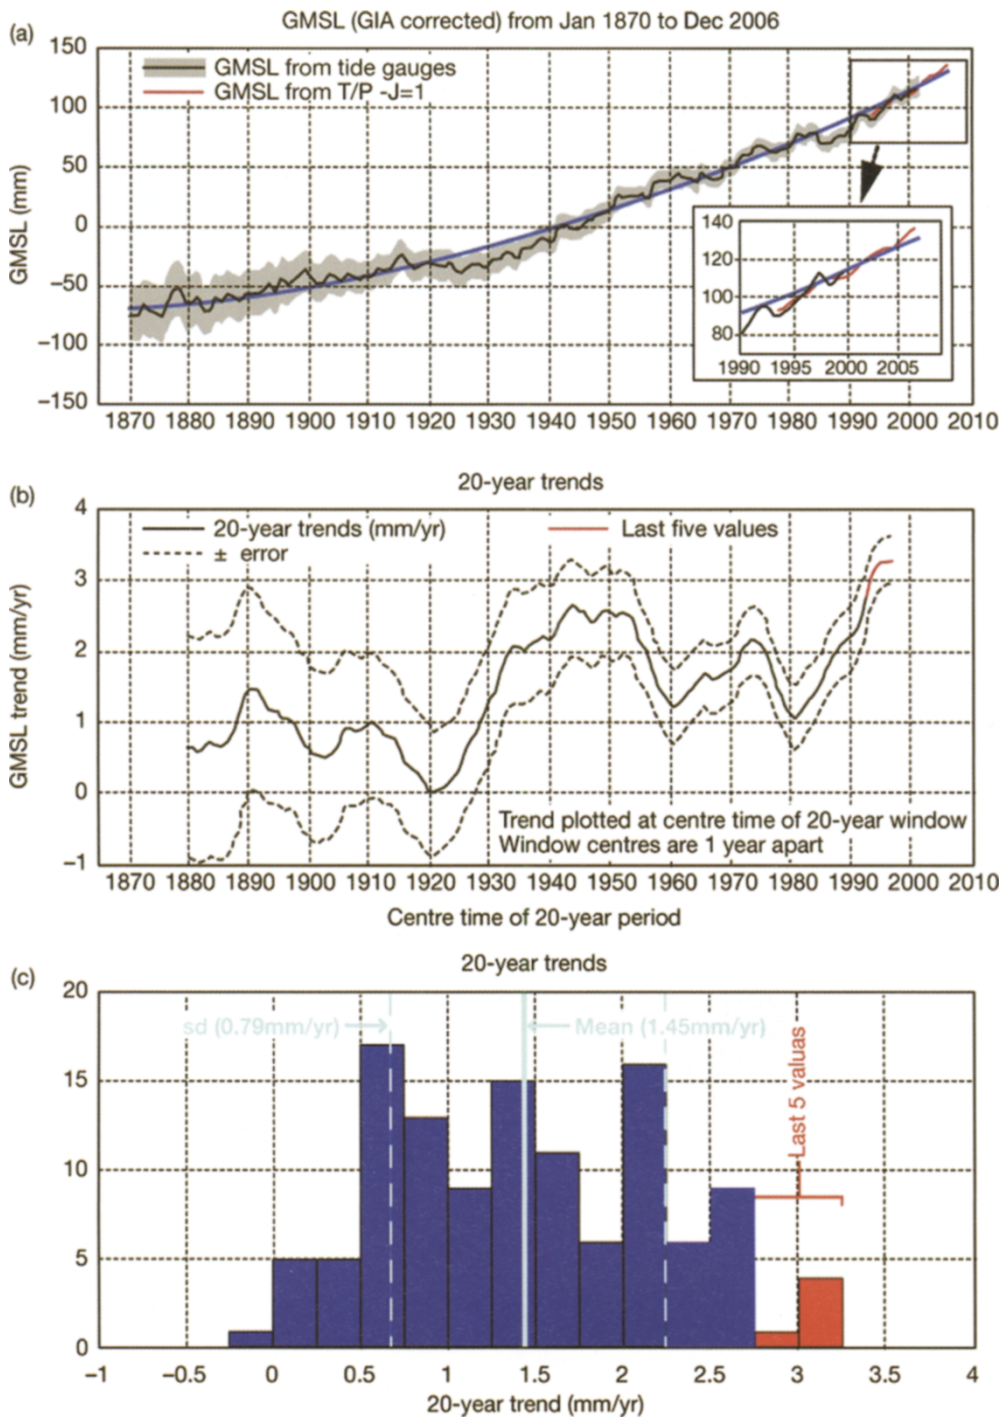 (a)
GMSL (GIA corrected) from Jan 1870 to Dec 2006
GMSL from tide gauges
GMSL from T/P -J=1
GMSL (mm)
150
100
50
0
−50
−100
−150
140
120
100
80
1990 1995 2000 2005
1870 1880 1890 1900 1910 1920 1930 1940 1950 1960 1970 1980 1990 2000 2010
(b)
20-year trends
20-year trends (mm/yr)
Last five values
± error
GMSL trend (mm/yr)
4
3
2
1
0
−1
Trend plotted at centre time of 20-year window
Window centres are 1 year apart
1870 1880 1890 1900 1910 1920 1930 1940 1950 1960 1970 1980 1990 2000 2010
Centre time of 20-year period
(c)
20-year trends
20
15
10
5
0
sd (0.79mm/yr)
Mean (1.45mm/yr)
Last 5 valuas
−1 −0.5 0 0.5 1 1.5 2 2.5 3 3.5 4
20-year trend (mm/yr)